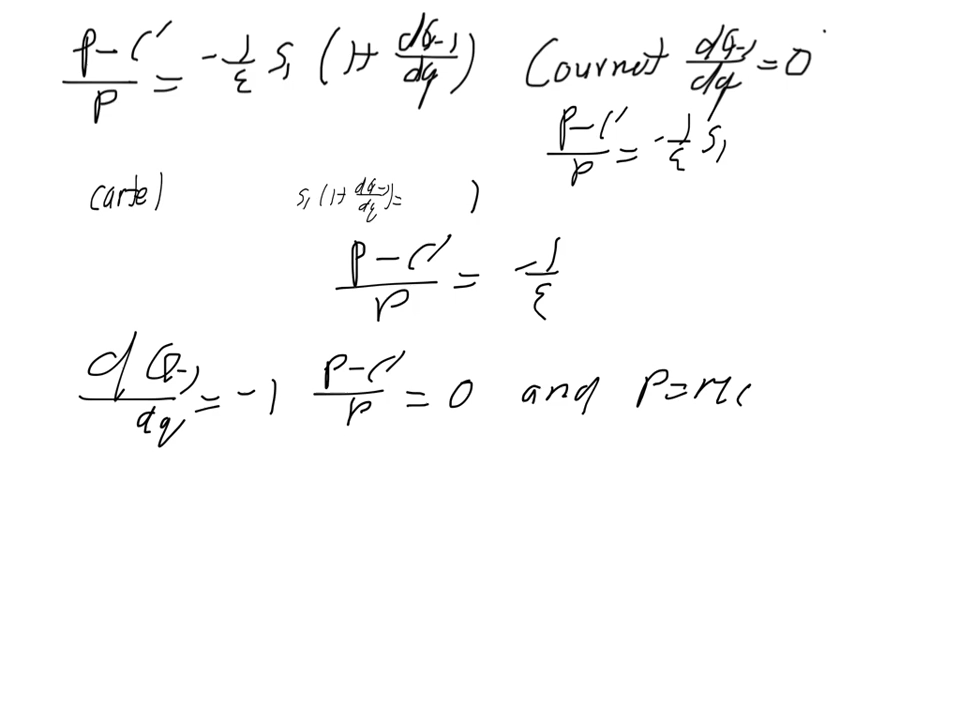 (P-C')/P = -1/ε S₁ (1+ dQ₋₁/dq) Cournot dQ₋₁/dq = 0
(P-C')/P = -1/ε S₁
cartel S₁ (1+ dQ₋₁/dq) = 1
(P-C')/P = -1/ε
dQ₋₁/dq = -1 (P-C')/P = 0 and P=MC